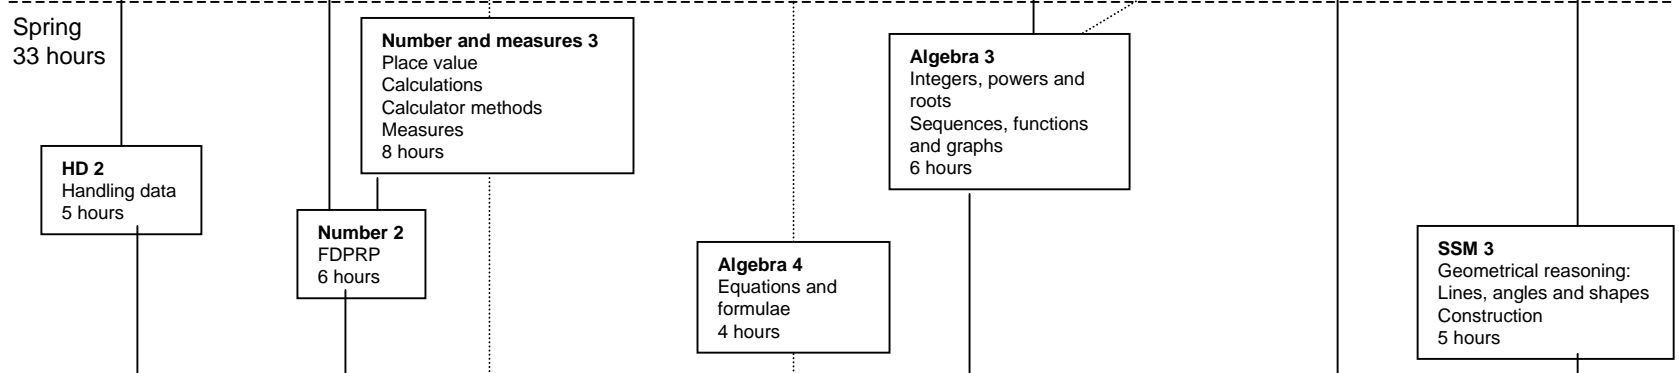 Spring
33 hours
HD 2
Handling data
5 hours
Number and measures 3
Place value
Calculations
Calculator methods
Measures
8 hours
Number 2
FDPRP
6 hours
Algebra 4
Equations and
formulae
4 hours
Algebra 3
Integers, powers and
roots
Sequences, functions
and graphs
6 hours
SSM 3
Geometrical reasoning:
Lines, angles and shapes
Construction
5 hours